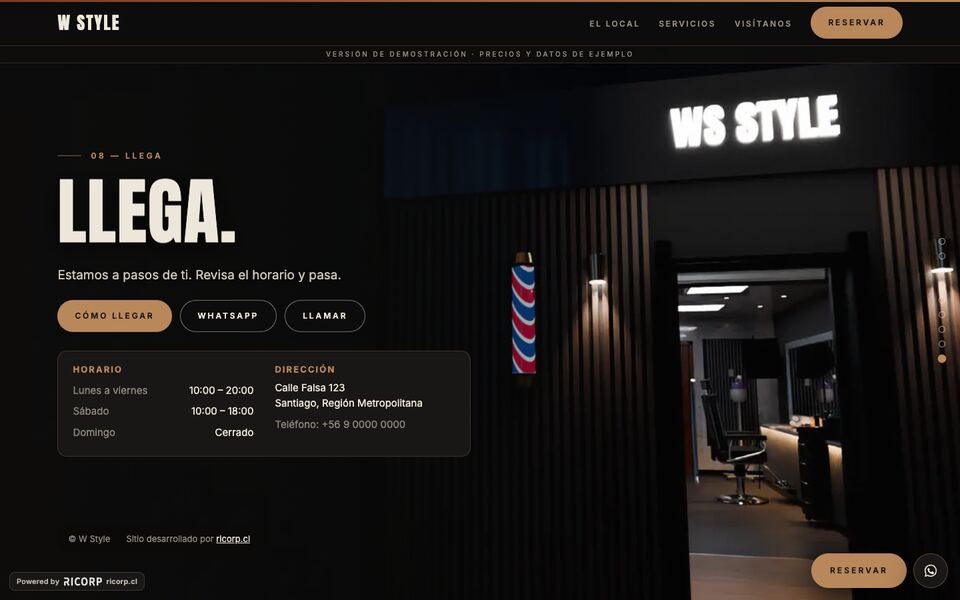 W STYLE
EL LOCAL
SERVICIOS
VISÍTANOS
RESERVAR
VERSIÓN DE DEMOSTRACIÓN · PRECIOS Y DATOS DE EJEMPLO
WS STYLE
08 — LLEGA
LLEGA.
Estamos a pasos de ti. Revisa el horario y pasa.
CÓMO LLEGAR
WHATSAPP
LLAMAR
HORARIO
Lunes a viernes 10:00 – 20:00
Sábado 10:00 – 18:00
Domingo Cerrado
DIRECCIÓN
Calle Falsa 123
Santiago, Región Metropolitana
Teléfono: +56 9 0000 0000
© W Style Sitio desarrollado por ricorp.cl
Powered by RICORP ricorp.cl
RESERVAR